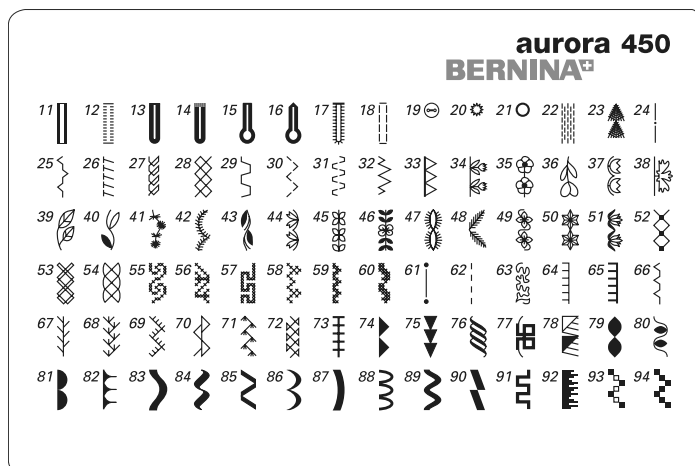 aurora 450
BERNINA
11 12 13 14 15 16 17 18 19 20 21 22 23 24
25 26 27 28 29 30 31 32 33 34 35 36 37 38
39 40 41 42 43 44 45 46 47 48 49 50 51 52
53 54 55 56 57 58 59 60 61 62 63 64 65 66
67 68 69 70 71 72 73 74 75 76 77 78 79 80
81 82 83 84 85 86 87 88 89 90 91 92 93 94